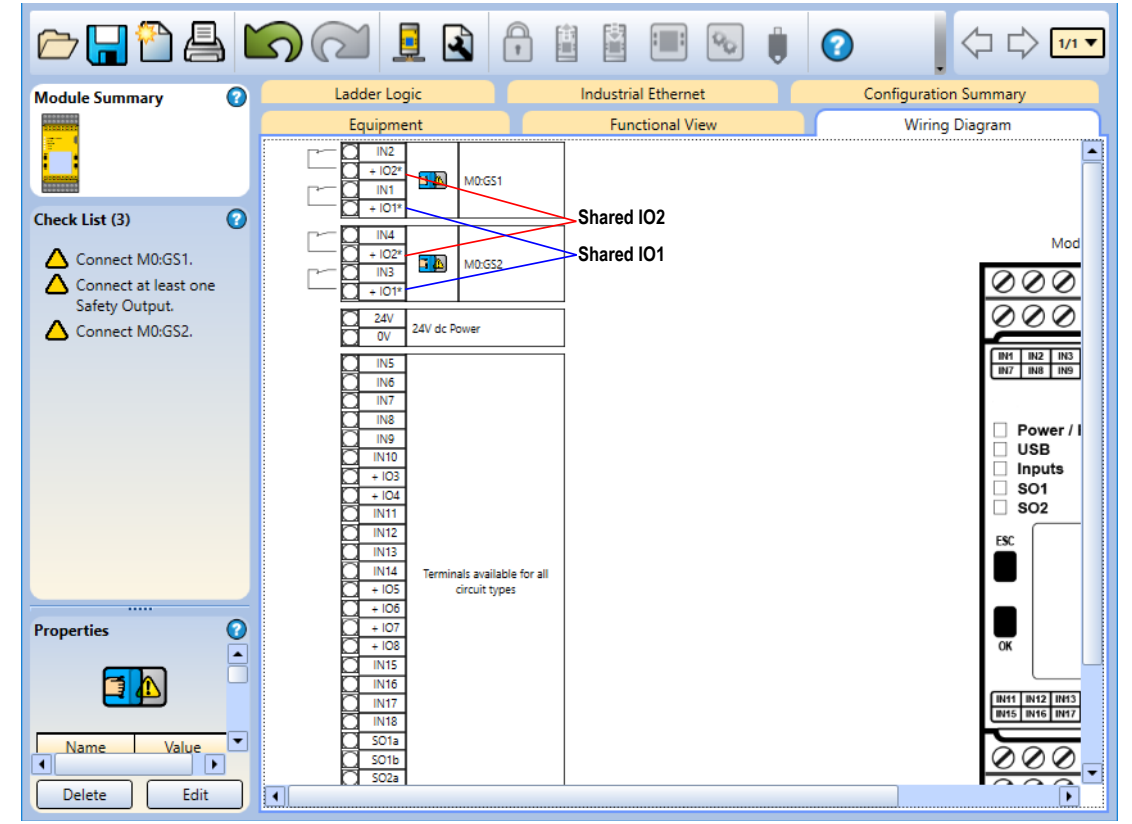 1/1
Module Summary
Check List (3)
Connect M0:GS1.
Connect at least one
Safety Output.
Connect M0:GS2.
Properties
Name Value
Delete Edit
Ladder Logic Industrial Ethernet Configuration Summary
Equipment Functional View Wiring Diagram
IN2
+ IO2*
IN1
+ IO1*
M0:GS1
IN4
+ IO2*
IN3
+ IO1*
M0:GS2
Shared IO2
Shared IO1
24V
0V
24V dc Power
IN5
IN6
IN7
IN8
IN9
IN10
+ IO3
+ IO4
IN11
IN12
IN13
IN14
+ IO5
+ IO6
+ IO7
+ IO8
IN15
IN16
IN17
IN18
SO1a
SO1b
SO2a
Terminals available for all
circuit types
Mod
IN1 IN2 IN3
IN7 IN8 IN9
Power / I
USB
Inputs
SO1
SO2
ESC
OK
IN11 IN12 IN13
IN15 IN16 IN17